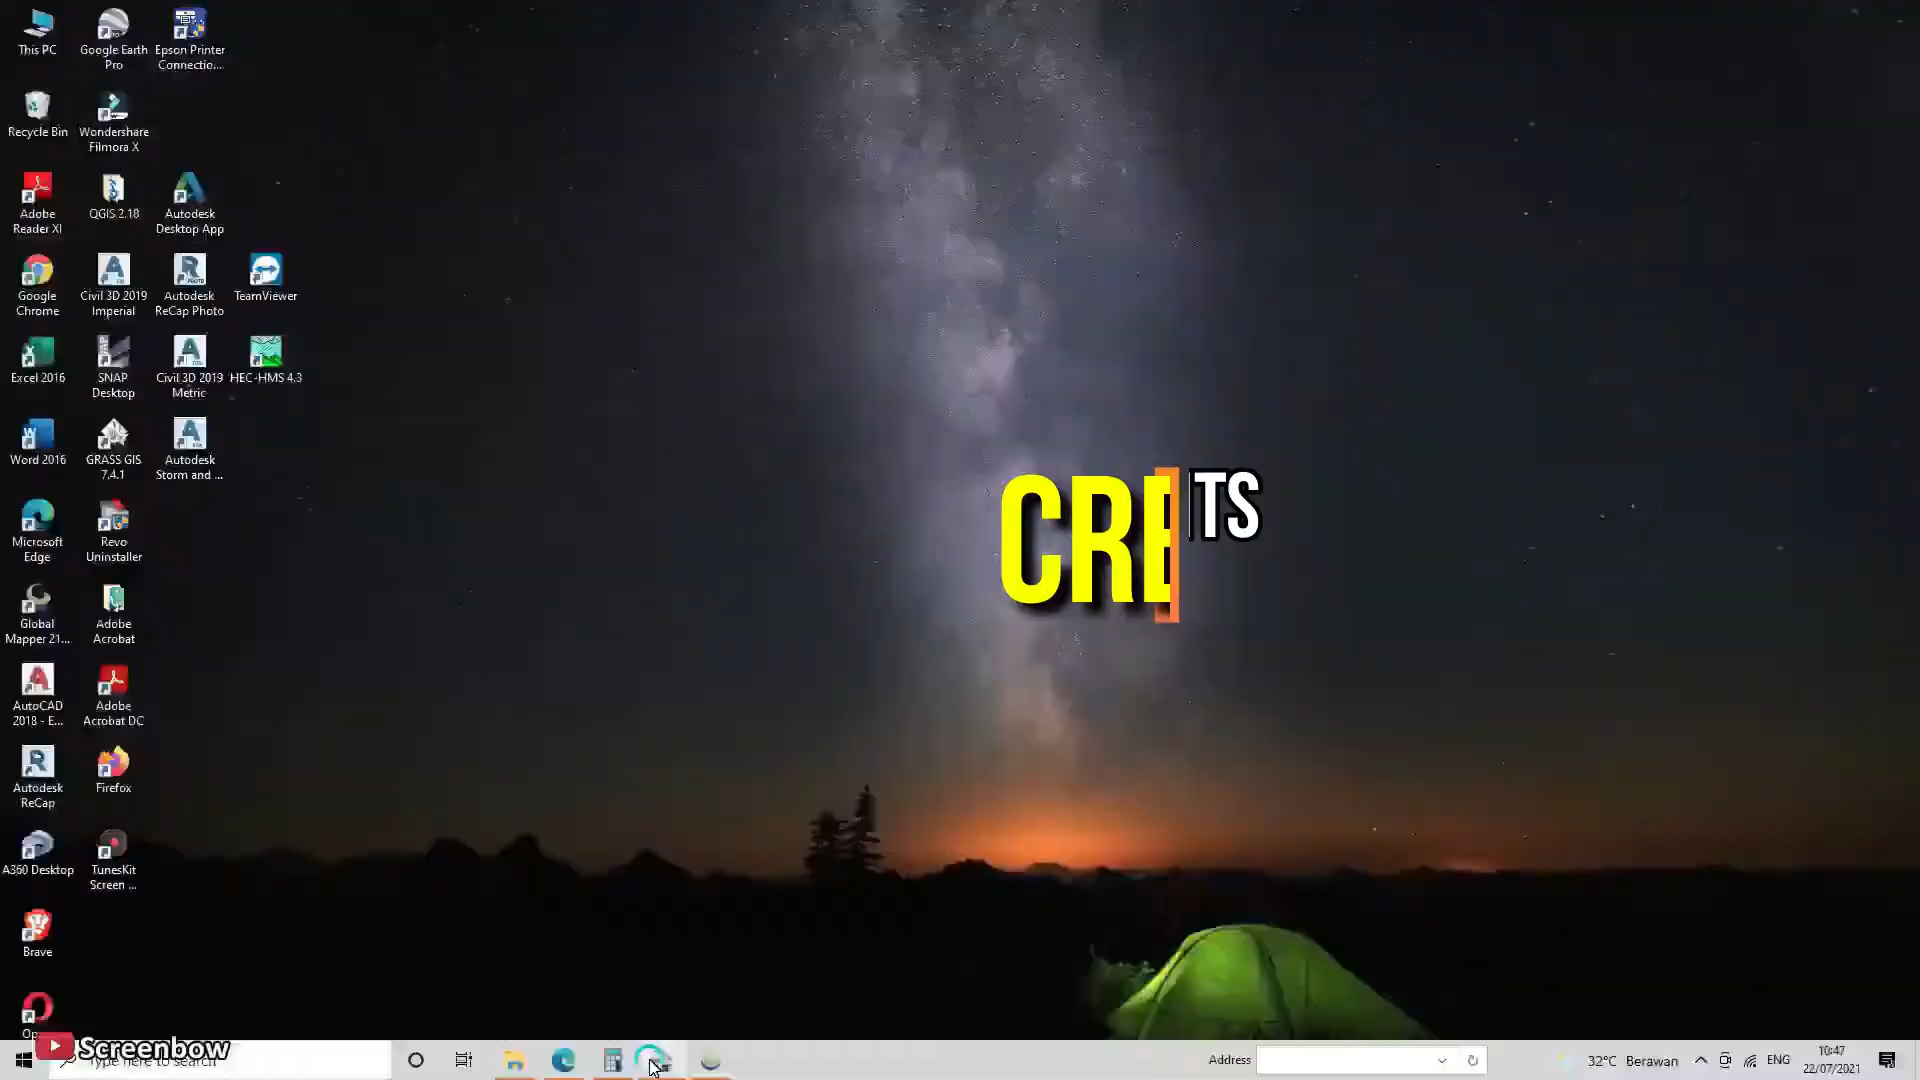 This PC
Google Earth
Pro
Epson Printer
Connectio...
Recycle Bin
Wondershare
Filmora X
Adobe
Reader XI
QGIS 2.18
Autodesk
Desktop App
Google
Chrome
Civil 3D 2019
Imperial
Autodesk
ReCap Photo
TeamViewer
Excel 2016
SNAP
Desktop
Civil 3D 2019
Metric
HEC-HMS 4.3
Word 2016
GRASS GIS
7.4.1
Autodesk
Storm and ...
CRE
ITS
Microsoft
Edge
Revo
Uninstaller
Global
Mapper 21...
Adobe
Acrobat
AutoCAD
2018 - E...
Adobe
Acrobat DC
Autodesk
ReCap
Firefox
A360 Desktop
TunesKit
Screen ...
Brave
Op
Screenbow
Type here to search
Address
32°C Berawan
ENG
10:47
22/07/2021